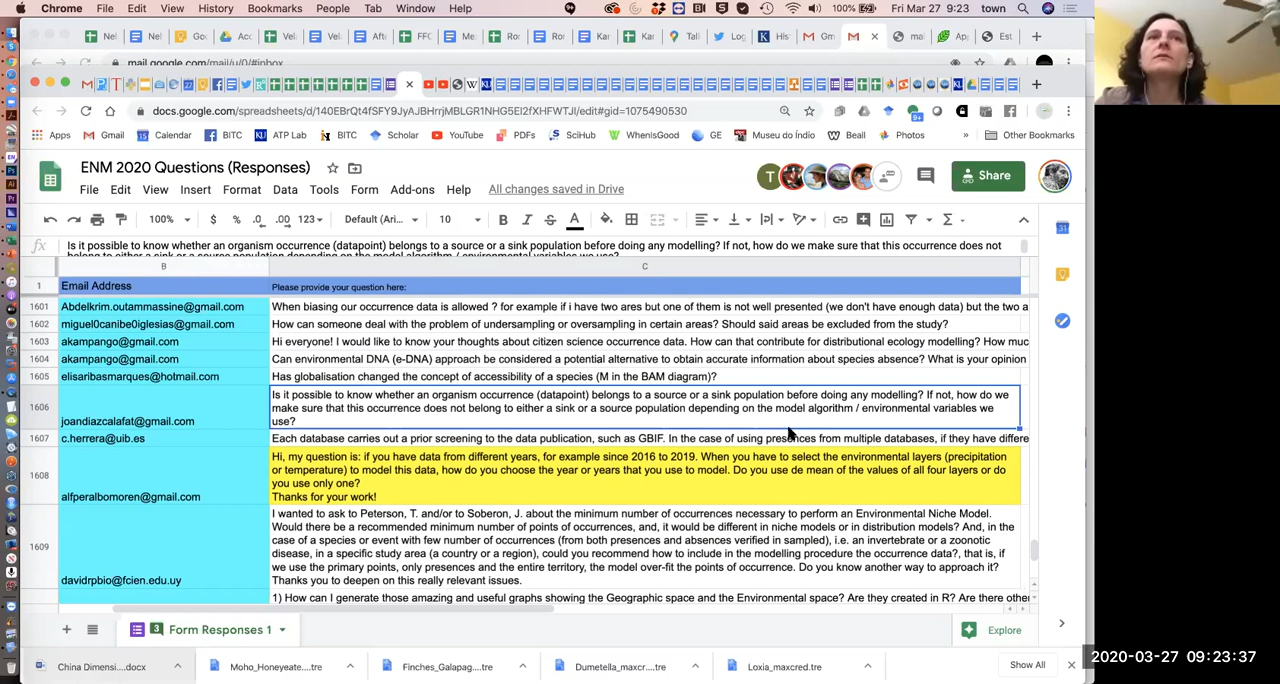 Chrome File Edit View History Bookmarks People Tab Window Help 100% Fri Mar 27 9:23 town
mail.google.com/mail/u/0/#inbox
docs.google.com/spreadsheets/d/140EBrQt4fSFY9JyAJBHrrjMBLGR1NHG5El2fXHFWTJI/edit#gid=1075490530
Apps Gmail Calendar BITC ATP Lab BITC Scholar YouTube PDFs SciHub WhenIsGood GE Museu do Índio Beall Photos » Other Bookmarks
ENM 2020 Questions (Responses)
File Edit View Insert Format Data Tools Form Add-ons Help All changes saved in Drive
T
Share
100% $ % .0 .00 123 Default (Ari... 10 B I S A
fx Is it possible to know whether an organism occurrence (datapoint) belongs to a source or a sink population before doing any modelling? If not, how do we make sure that this occurrence does not
belong to either a sink or a source population depending on the model algorithm / environmental variables we use?
B C
1 Email Address Please provide your question here:
1601 Abdelkrim.outammassine@gmail.com When biasing our occurrence data is allowed ? for example if i have two ares but one of them is not well presented (we don't have enough data) but the two a
1602 miguel0canibe0iglesias@gmail.com How can someone deal with the problem of undersampling or oversampling in certain areas? Should said areas be excluded from the study?
1603 akampango@gmail.com Hi everyone! I would like to know your thoughts about citizen science occurrence data. How can that contribute for distributional ecology modelling? How muc
1604 akampango@gmail.com Can environmental DNA (e-DNA) approach be considered a potential alternative to obtain accurate information about species absence? What is your opinion
1605 elisaribasmarques@hotmail.com Has globalisation changed the concept of accessibility of a species (M in the BAM diagram)?
Is it possible to know whether an organism occurrence (datapoint) belongs to a source or a sink population before doing any modelling? If not, how do we
1606 make sure that this occurrence does not belong to either a sink or a source population depending on the model algorithm / environmental variables we
joandiazcalafat@gmail.com use?
1607 c.herrera@uib.es Each database carries out a prior screening to the data publication, such as GBIF. In the case of using presences from multiple databases, if they have differe
Hi, my question is: if you have data from different years, for example since 2016 to 2019. When you have to select the environmental layers (precipitation
1608 or temperature) to model this data, how do you choose the year or years that you use to model. Do you use de mean of the values of all four layers or do
you use only one?
alfperalbomoren@gmail.com Thanks for your work!
I wanted to ask to Peterson, T. and/or to Soberon, J. about the minimum number of occurrences necessary to perform an Environmental Niche Model.
Would there be a recommended minimum number of points of occurrences, and, it would be different in niche models or in distribution models? And, in the
1609 case of a species or event with few number of occurrences (from both presences and absences verified in sampled), i.e. an invertebrate or a zoonotic
disease, in a specific study area (a country or a region), could you recommend how to include in the modelling procedure the occurrence data?, that is, if
we use the primary points, only presences and the entire territory, the model over-fit the points of occurrence. Do you know another way to approach it?
davidrpbio@fcien.edu.uy Thanks you to deepen on this really relevant issues.
1) How can I generate those amazing and useful graphs showing the Geographic space and the Environmental space? Are they created in R? Are there other
3 Form Responses 1 Explore
China Dimensi....docx Moho_Honeyeate....tre Finches_Galapag....tre Dumetella_maxcr....tre Loxia_maxcred.tre Show All
2020-03-27 09:23:37